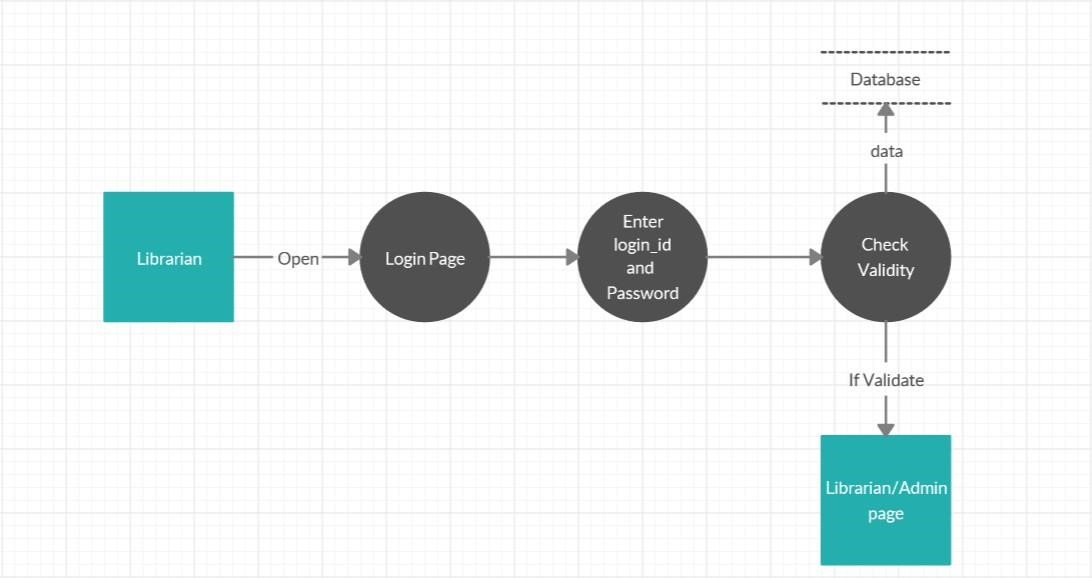 Database
data
Librarian
Open
Login Page
Enter
login_id
and
Password
Check
Validity
If Validate
Librarian/Admin
page